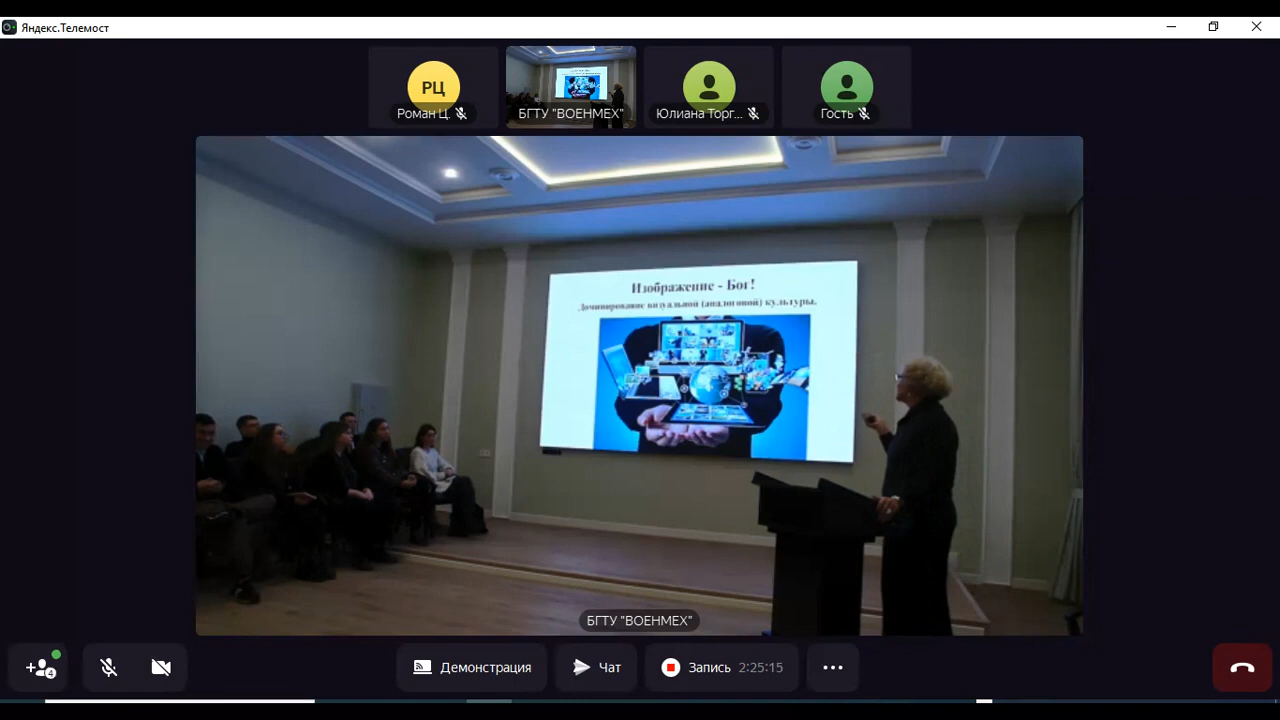 Яндекс.Телемост
РЦ
Роман Ц.
БГТУ "ВОЕНМЕХ"
Юлиана Торг...
Гость
Изображение - Бог!
Доминирование визуальной (аналоговой) культуры.
БГТУ "ВОЕНМЕХ"
4
Демонстрация
Чат
Запись 2:25:15